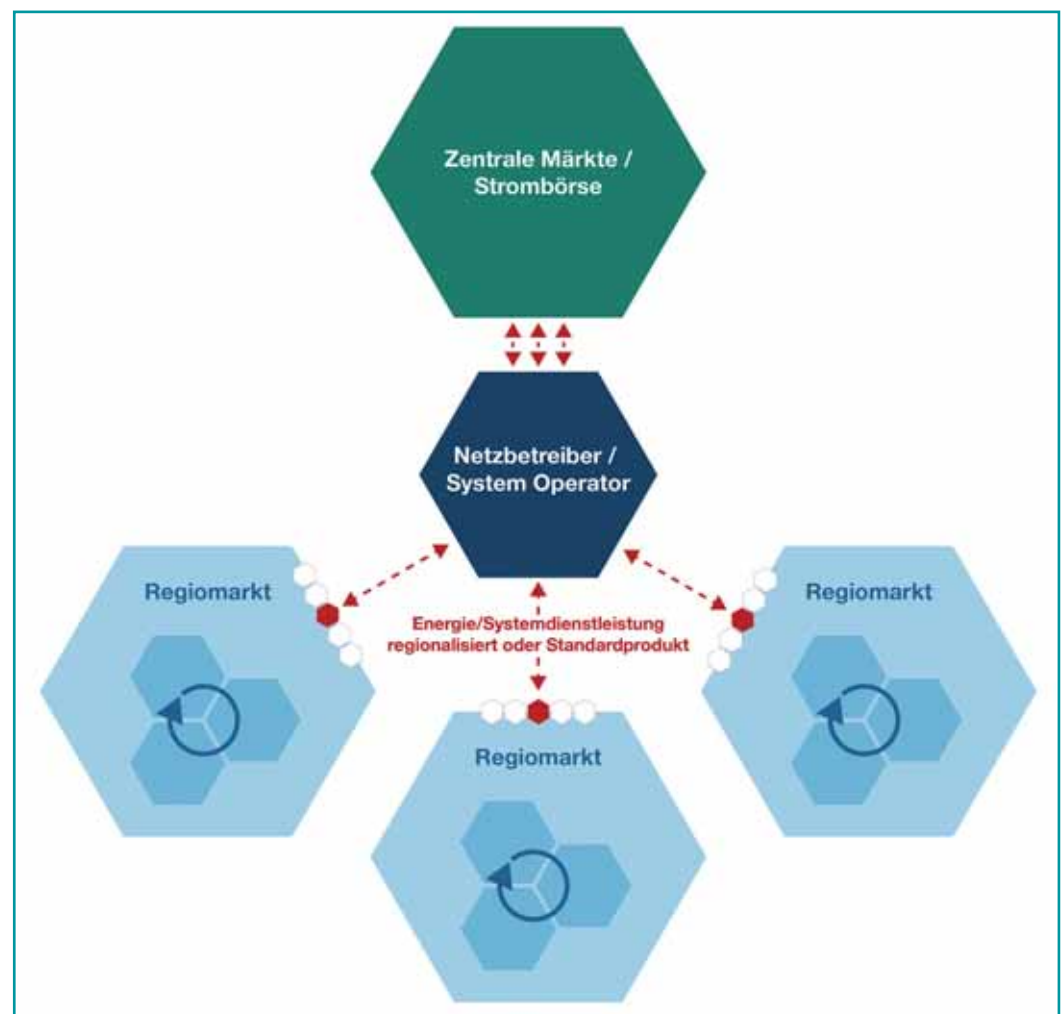 Zentrale Märkte /
Strombörse
Netzbetreiber /
System Operator
Regiomarkt
Regiomarkt
Energie/Systemdienstleistung
regionalisiert oder Standardprodukt
Regiomarkt